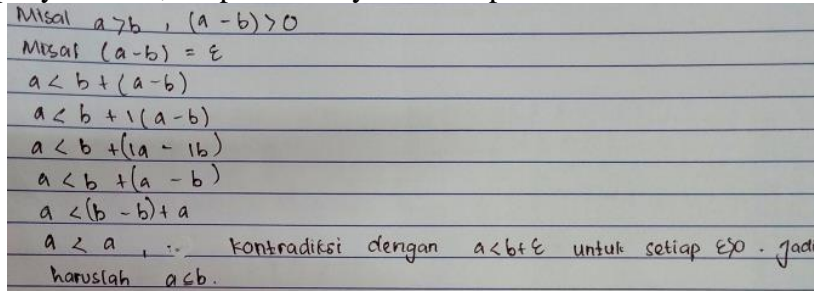 Misal a>b , (a - b) > 0
Misal (a-b) = ε
a < b + (a-b)
a < b + 1(a-b)
a < b + (1a - 1b)
a < b + (a - b)
a < (b - b) + a
a < a , ∴ kontradiksi dengan a<b+ε untuk setiap ε>0 . Jadi
haruslah a≤b.